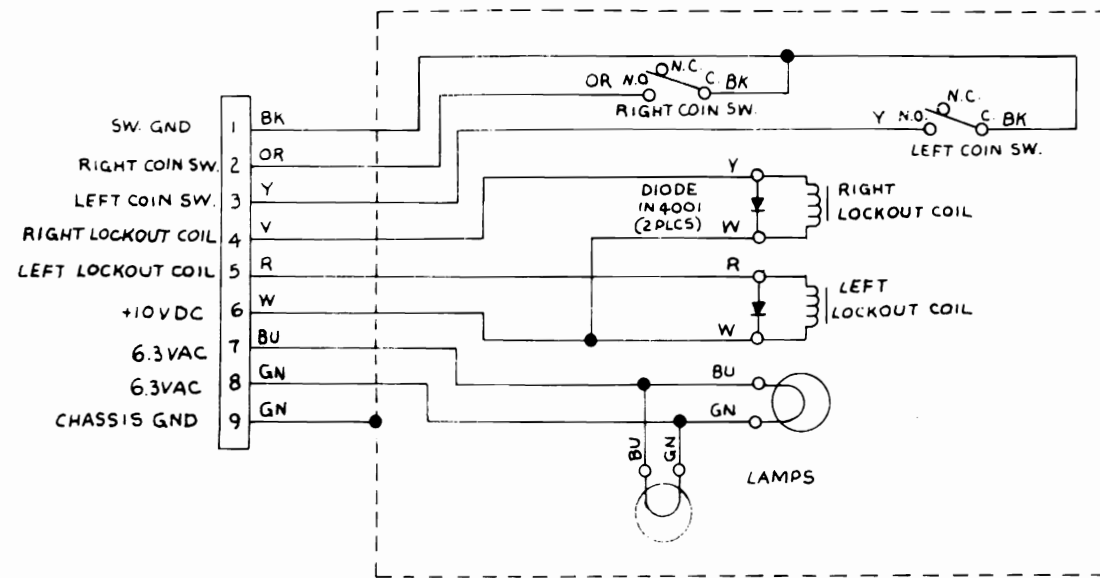 SW. GND 1 BK
RIGHT COIN SW. 2 OR
LEFT COIN SW. 3 Y
RIGHT LOCKOUT COIL 4 V
LEFT LOCKOUT COIL 5 R
+10VDC 6 W
6.3VAC 7 BU
6.3VAC 8 GN
CHASSIS GND 9 GN
OR N.O. N.C. C. BK
RIGHT COIN SW.
Y N.O. N.C. C. BK
LEFT COIN SW.
Y
DIODE
IN4001
(2PLCS)
W
RIGHT
LOCKOUT COIL
R
W
LEFT
LOCKOUT COIL
BU
GN
BU
GN
LAMPS